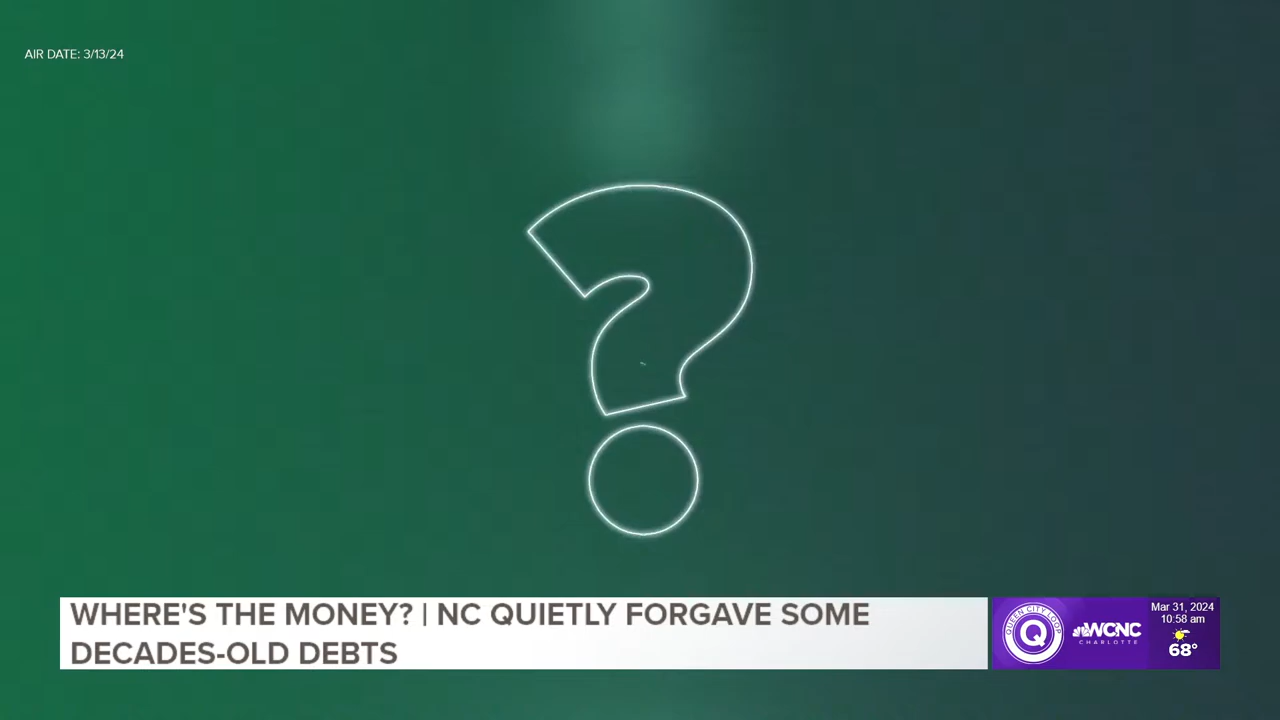 AIR DATE: 3/13/24
?
WHERE'S THE MONEY? | NC QUIETLY FORGAVE SOME
DECADES-OLD DEBTS
QUEEN CITY LOOP
Q
WCNC
CHARLOTTE
Mar 31, 2024
10:58 am
68°